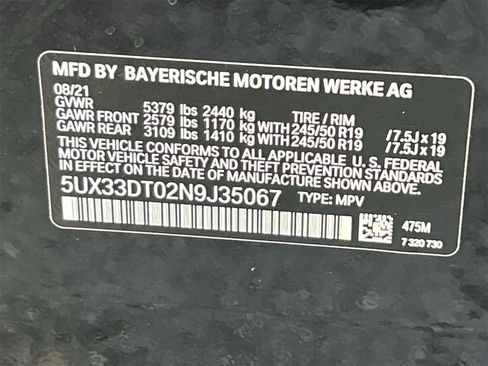 MFD BY BAYERISCHE MOTOREN WERKE AG
08/21
GVWR 5379 lbs 2440 kg TIRE / RIM
GAWR FRONT 2579 lbs 1170 kg WITH 245/50 R19 / 7.5J x 19
GAWR REAR 3109 lbs 1410 kg WITH 245/50 R19 / 7.5J x 19
THIS VEHICLE CONFORMS TO ALL APPLICABLE U. S. FEDERAL
MOTOR VEHICLE SAFETY, BUMPER, AND THEFT PREVENTION
STANDARDS IN EFFECT ON THE DATE OF MANUFACTURE SHOWN ABOVE.
5UX33DT02N9J35067 TYPE: MPV
475M
7 320 730